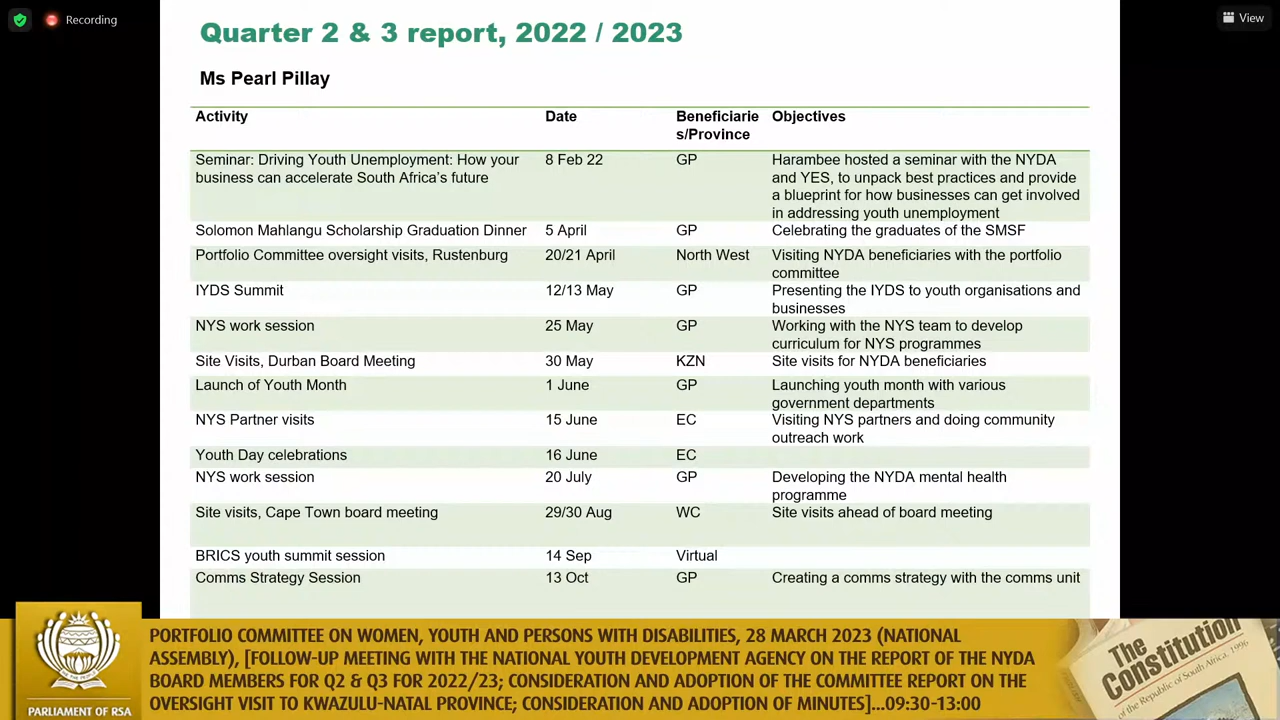 Recording
View
Quarter 2 & 3 report, 2022 / 2023
Ms Pearl Pillay
Activity Date Beneficiarie Objectives
s/Province
Seminar: Driving Youth Unemployment: How your 8 Feb 22 GP Harambee hosted a seminar with the NYDA
business can accelerate South Africa's future and YES, to unpack best practices and provide
a blueprint for how businesses can get involved
in addressing youth unemployment
Solomon Mahlangu Scholarship Graduation Dinner 5 April GP Celebrating the graduates of the SMSF
Portfolio Committee oversight visits, Rustenburg 20/21 April North West Visiting NYDA beneficiaries with the portfolio
committee
IYDS Summit 12/13 May GP Presenting the IYDS to youth organisations and
businesses
NYS work session 25 May GP Working with the NYS team to develop
curriculum for NYS programmes
Site Visits, Durban Board Meeting 30 May KZN Site visits for NYDA beneficiaries
Launch of Youth Month 1 June GP Launching youth month with various
government departments
NYS Partner visits 15 June EC Visiting NYS partners and doing community
outreach work
Youth Day celebrations 16 June EC
NYS work session 20 July GP Developing the NYDA mental health
programme
Site visits, Cape Town board meeting 29/30 Aug WC Site visits ahead of board meeting
BRICS youth summit session 14 Sep Virtual
Comms Strategy Session 13 Oct GP Creating a comms strategy with the comms unit
PORTFOLIO COMMITTEE ON WOMEN, YOUTH AND PERSONS WITH DISABILITIES, 28 MARCH 2023 (NATIONAL
ASSEMBLY), [FOLLOW-UP MEETING WITH THE NATIONAL YOUTH DEVELOPMENT AGENCY ON THE REPORT OF THE NYDA
BOARD MEMBERS FOR Q2 & Q3 FOR 2022/23; CONSIDERATION AND ADOPTION OF THE COMMITTEE REPORT ON THE
OVERSIGHT VISIT TO KWAZULU-NATAL PROVINCE; CONSIDERATION AND ADOPTION OF MINUTES]...09:30-13:00
PARLIAMENT OF RSA
The
Constitution
of the Republic of South Africa, 1996